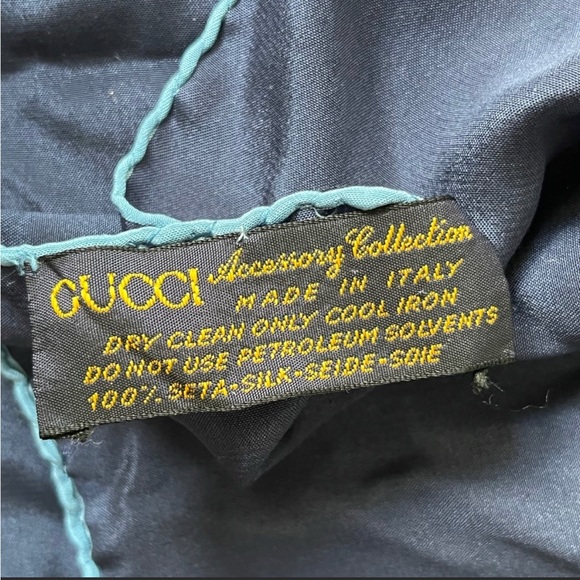 GUCCI Accessory Collection
MADE IN ITALY
DRY CLEAN ONLY COOL IRON
DO NOT USE PETROLEUM SOLVENTS
100% SETA-SILK-SEIDE-SOIE